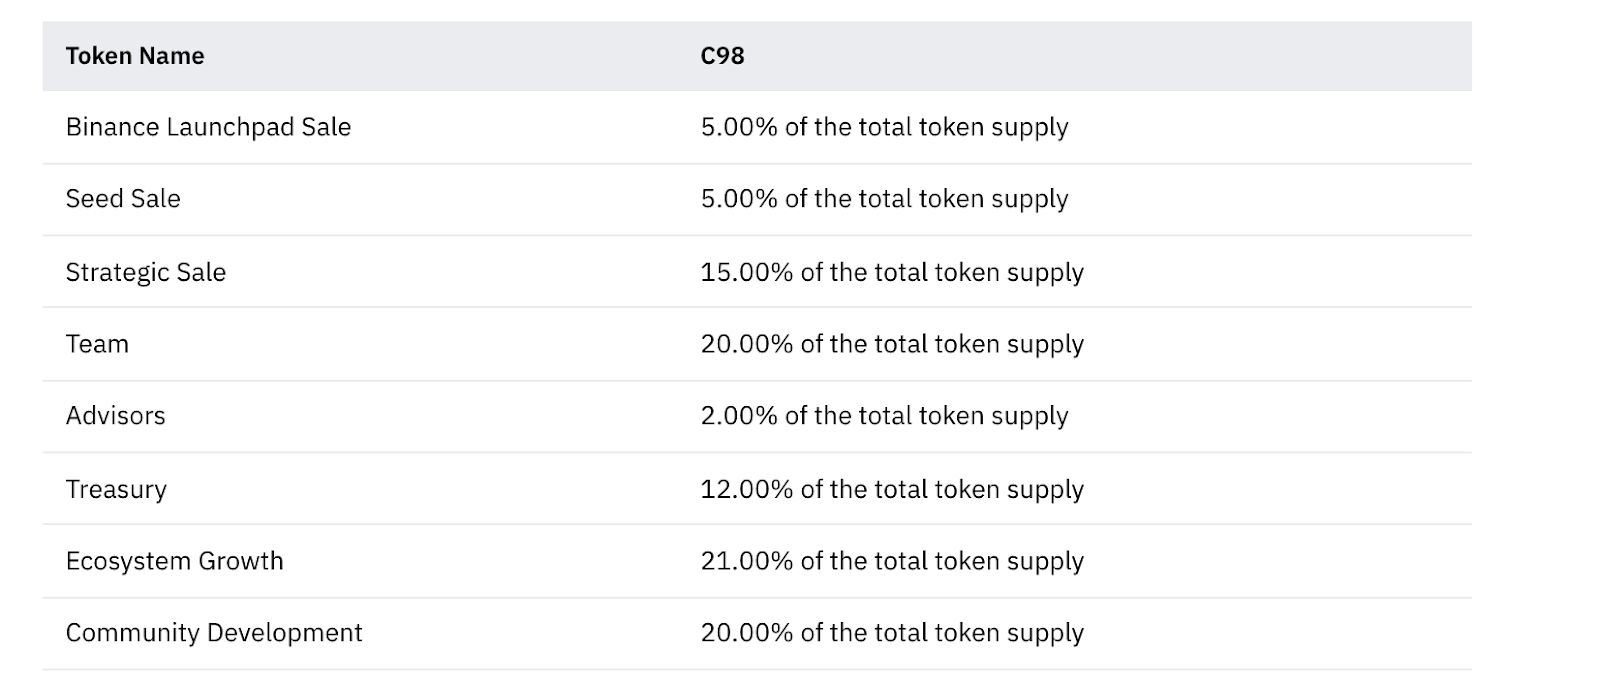 Token Name C98
Binance Launchpad Sale 5.00% of the total token supply
Seed Sale 5.00% of the total token supply
Strategic Sale 15.00% of the total token supply
Team 20.00% of the total token supply
Advisors 2.00% of the total token supply
Treasury 12.00% of the total token supply
Ecosystem Growth 21.00% of the total token supply
Community Development 20.00% of the total token supply